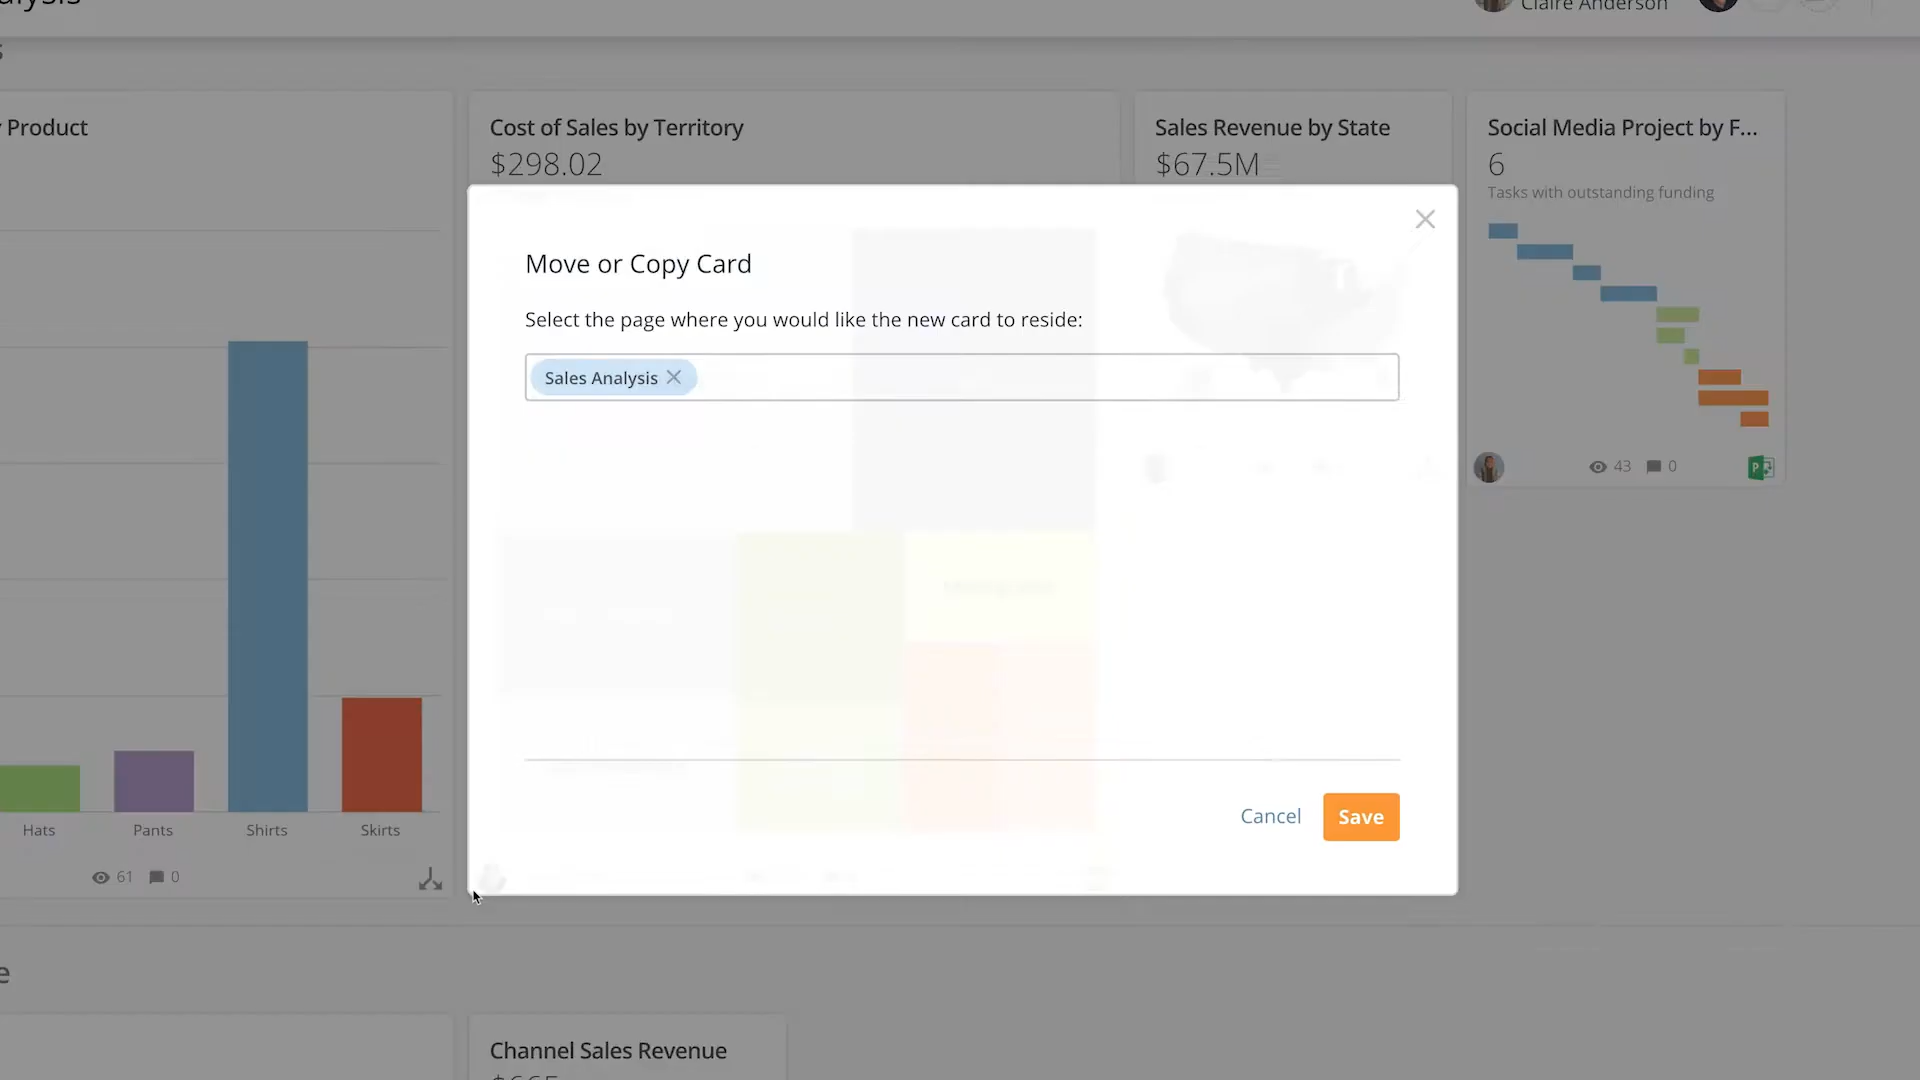 Claire Anderson
Product
Cost of Sales by Territory
$298.02
Sales Revenue by State
$67.5M
Social Media Project by F...
6
Tasks with outstanding funding
Move or Copy Card
Select the page where you would like the new card to reside:
Sales Analysis
43
0
P
Hats
Pants
Shirts
Skirts
61
0
Cancel
Save
Channel Sales Revenue